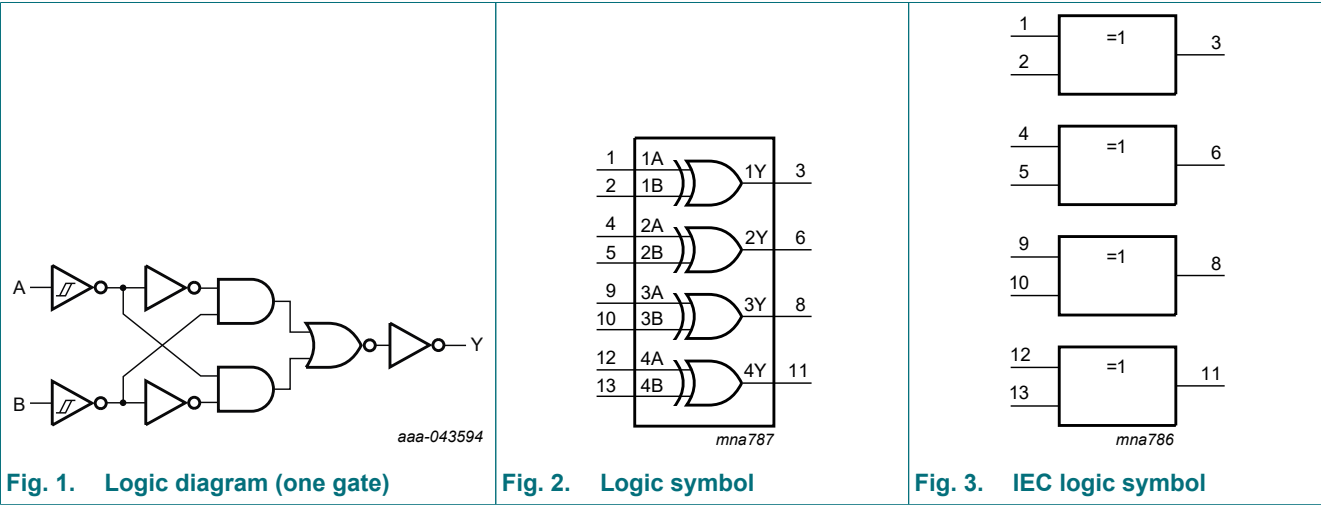 A
B
Y
aaa-043594
Fig. 1. Logic diagram (one gate)
1 1A 1Y 3
2 1B
4 2A 2Y 6
5 2B
9 3A 3Y 8
10 3B
12 4A 4Y 11
13 4B
mna787
Fig. 2. Logic symbol
1 =1 3
2
4 =1 6
5
9 =1 8
10
12 =1 11
13
mna786
Fig. 3. IEC logic symbol